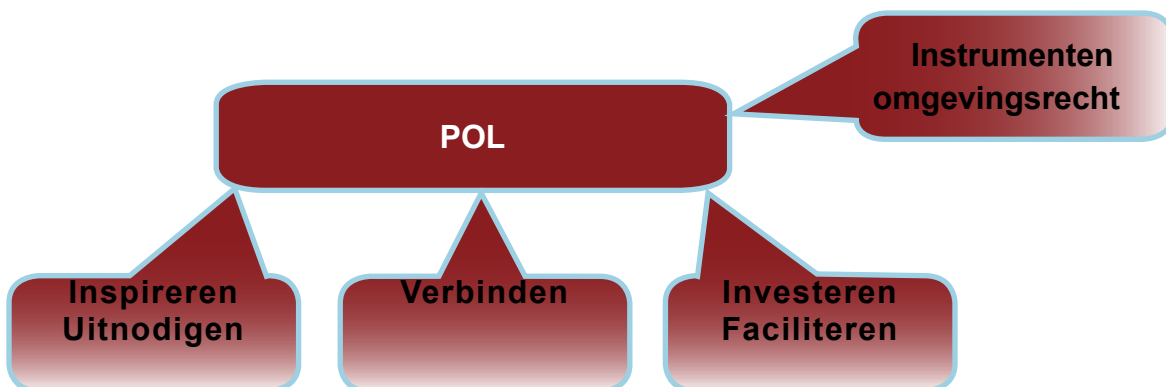 Instrumenten
omgevingsrecht
POL
Inspireren
Uitnodigen
Verbinden
Investeren
Faciliteren